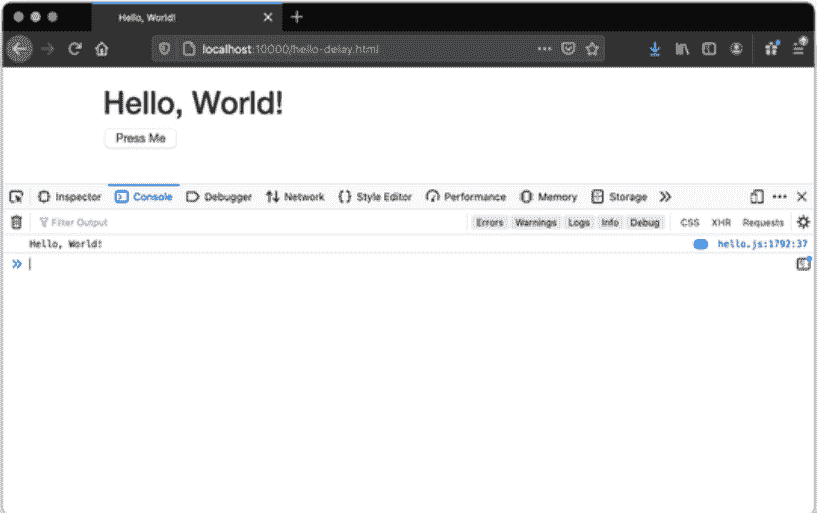 Hello, World!
localhost:10000/hello-delay.html
Hello, World!
Press Me
Inspector Console Debugger Network Style Editor Performance Memory Storage
Filter Output Errors Warnings Logs Info Debug CSS XHR Requests
Hello, World! hello.js:1792:37